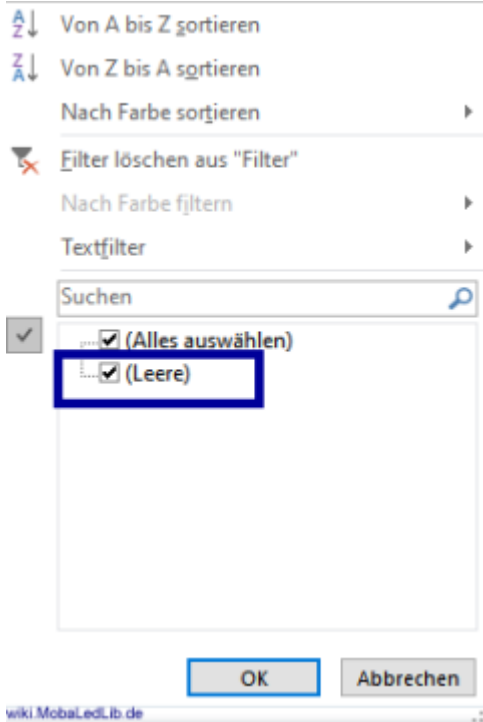 Von A bis Z sortieren
Von Z bis A sortieren
Nach Farbe sortieren
Filter löschen aus "Filter"
Nach Farbe filtern
Textfilter
Suchen
(Alles auswählen)
(Leere)
OK Abbrechen
wiki.MobaLedLib.de